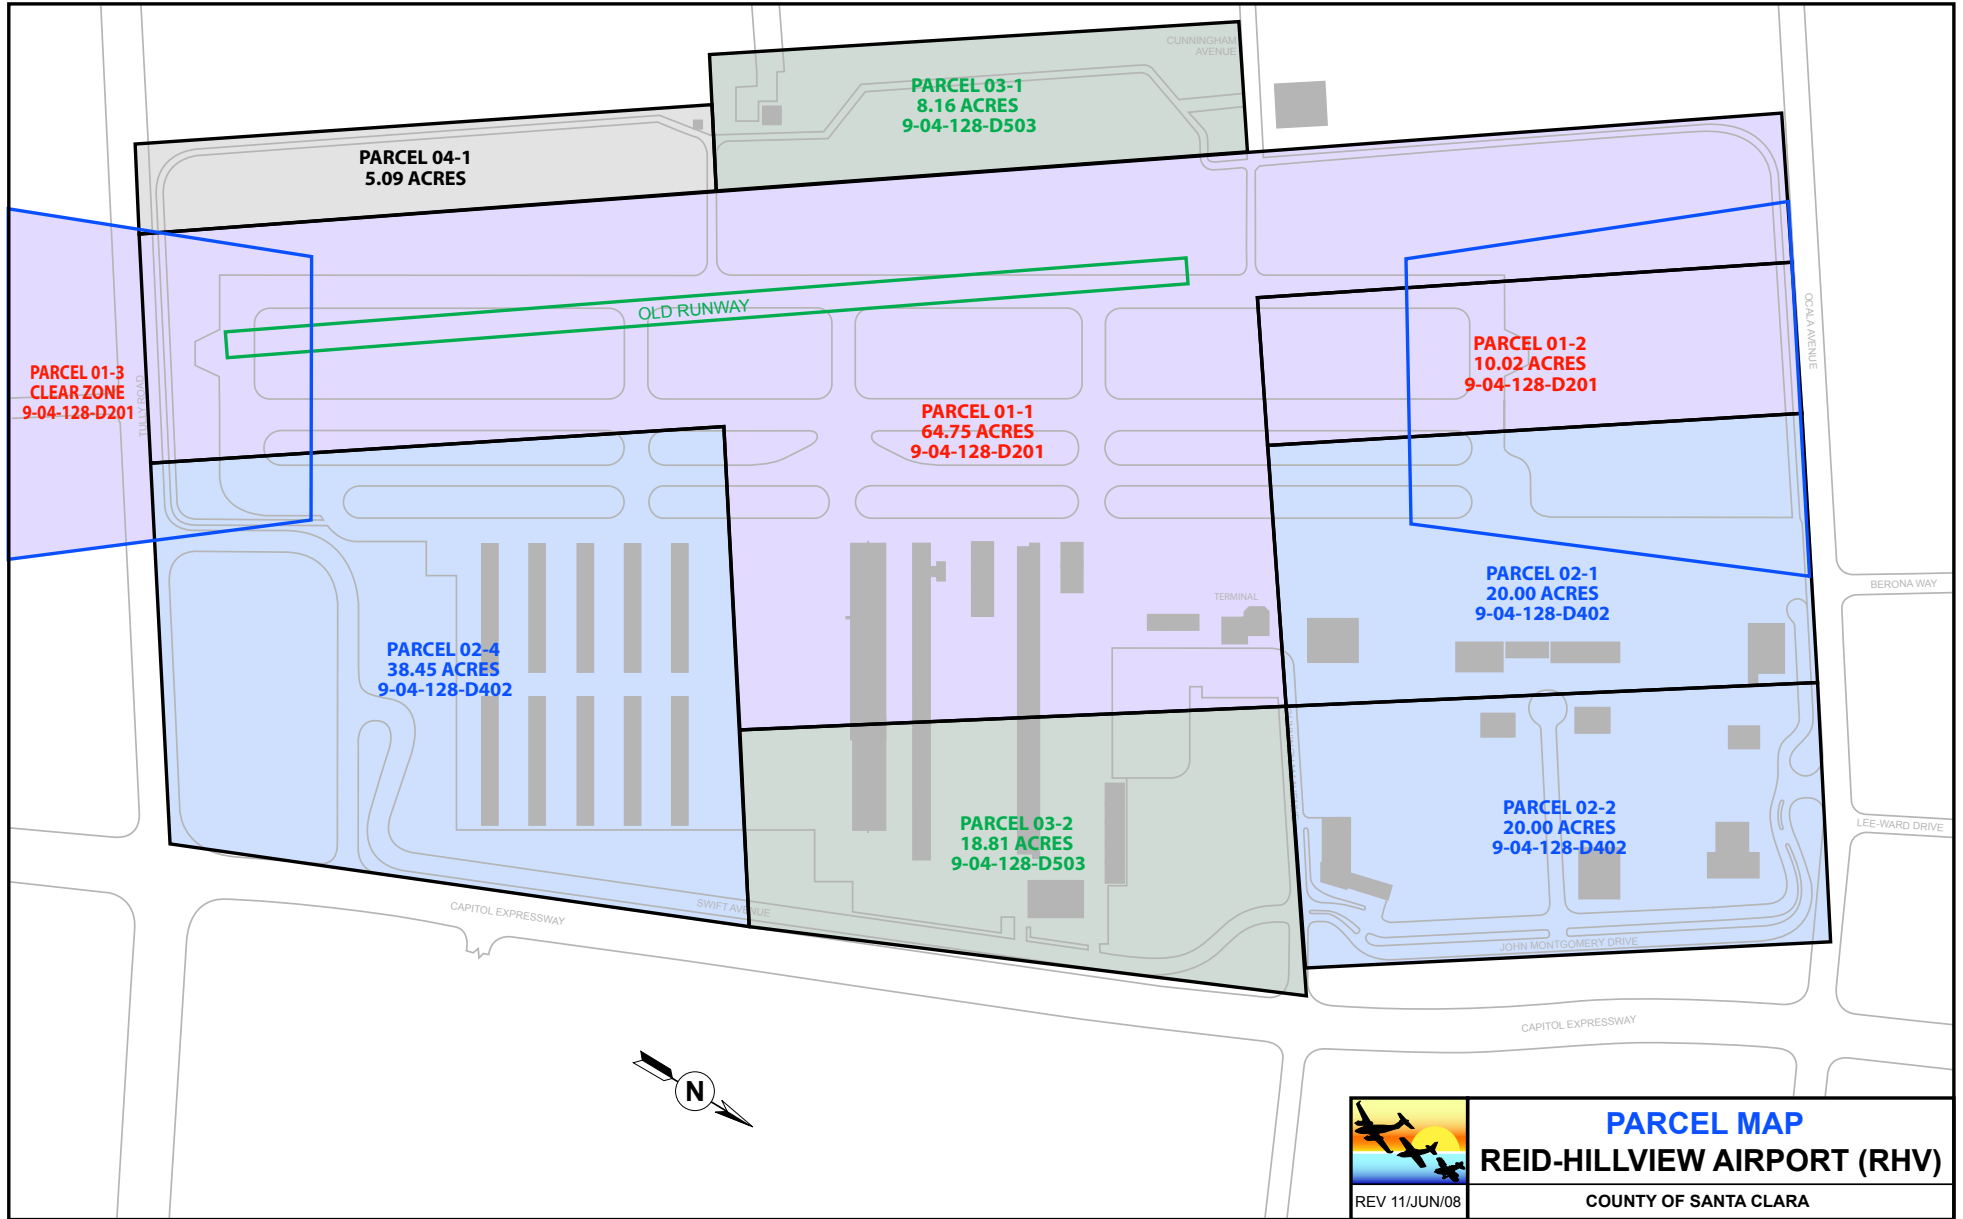 CUNNINGHAM
AVENUE
PARCEL 03-1
8.16 ACRES
9-04-128-D503
PARCEL 04-1
5.09 ACRES
OLD RUNWAY
OCALA AVENUE
PARCEL 01-2
10.02 ACRES
9-04-128-D201
PARCEL 01-3
CLEAR ZONE
9-04-128-D201
TULLY ROAD
PARCEL 01-1
64.75 ACRES
9-04-128-D201
TERMINAL
PARCEL 02-1
20.00 ACRES
9-04-128-D402
BERONA WAY
PARCEL 02-4
38.45 ACRES
9-04-128-D402
PARCEL 03-2
18.81 ACRES
9-04-128-D503
PARCEL 02-2
20.00 ACRES
9-04-128-D402
LEE-WARD DRIVE
CAPITOL EXPRESSWAY
SWIFT AVENUE
JOHN MONTGOMERY DRIVE
CAPITOL EXPRESSWAY
N
PARCEL MAP
REID-HILLVIEW AIRPORT (RHV)
REV 11/JUN/08
COUNTY OF SANTA CLARA